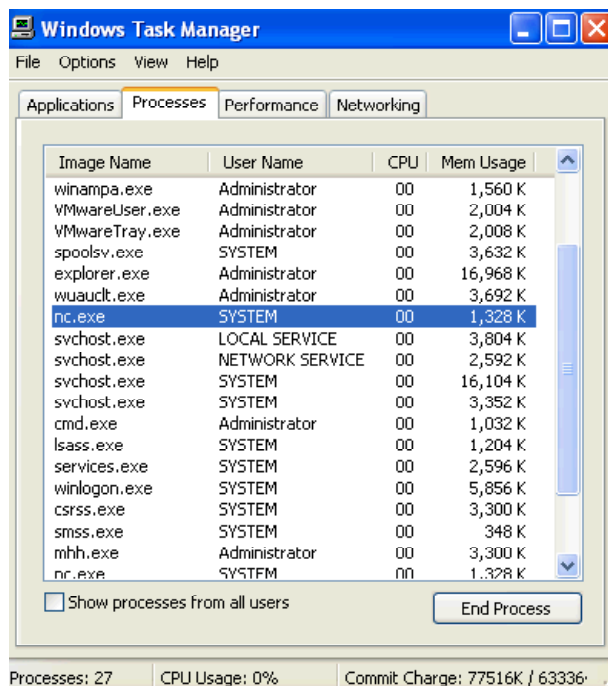 Windows Task Manager
File Options View Help
Applications Processes Performance Networking
Image Name User Name CPU Mem Usage
winampa.exe Administrator 00 1,560 K
VMwareUser.exe Administrator 00 2,004 K
VMwareTray.exe Administrator 00 2,008 K
spoolsv.exe SYSTEM 00 3,632 K
explorer.exe Administrator 00 16,968 K
wuauclt.exe Administrator 00 3,692 K
nc.exe SYSTEM 00 1,328 K
svchost.exe LOCAL SERVICE 00 3,804 K
svchost.exe NETWORK SERVICE 00 2,592 K
svchost.exe SYSTEM 00 16,104 K
svchost.exe SYSTEM 00 3,352 K
cmd.exe Administrator 00 1,032 K
lsass.exe SYSTEM 00 1,204 K
services.exe SYSTEM 00 2,596 K
winlogon.exe SYSTEM 00 5,856 K
csrss.exe SYSTEM 00 3,300 K
smss.exe SYSTEM 00 348 K
mhh.exe Administrator 00 3,300 K
nc.exe SYSTEM 00 1,328 K
Show processes from all users
End Process
Processes: 27 CPU Usage: 0% Commit Charge: 77516K / 63336